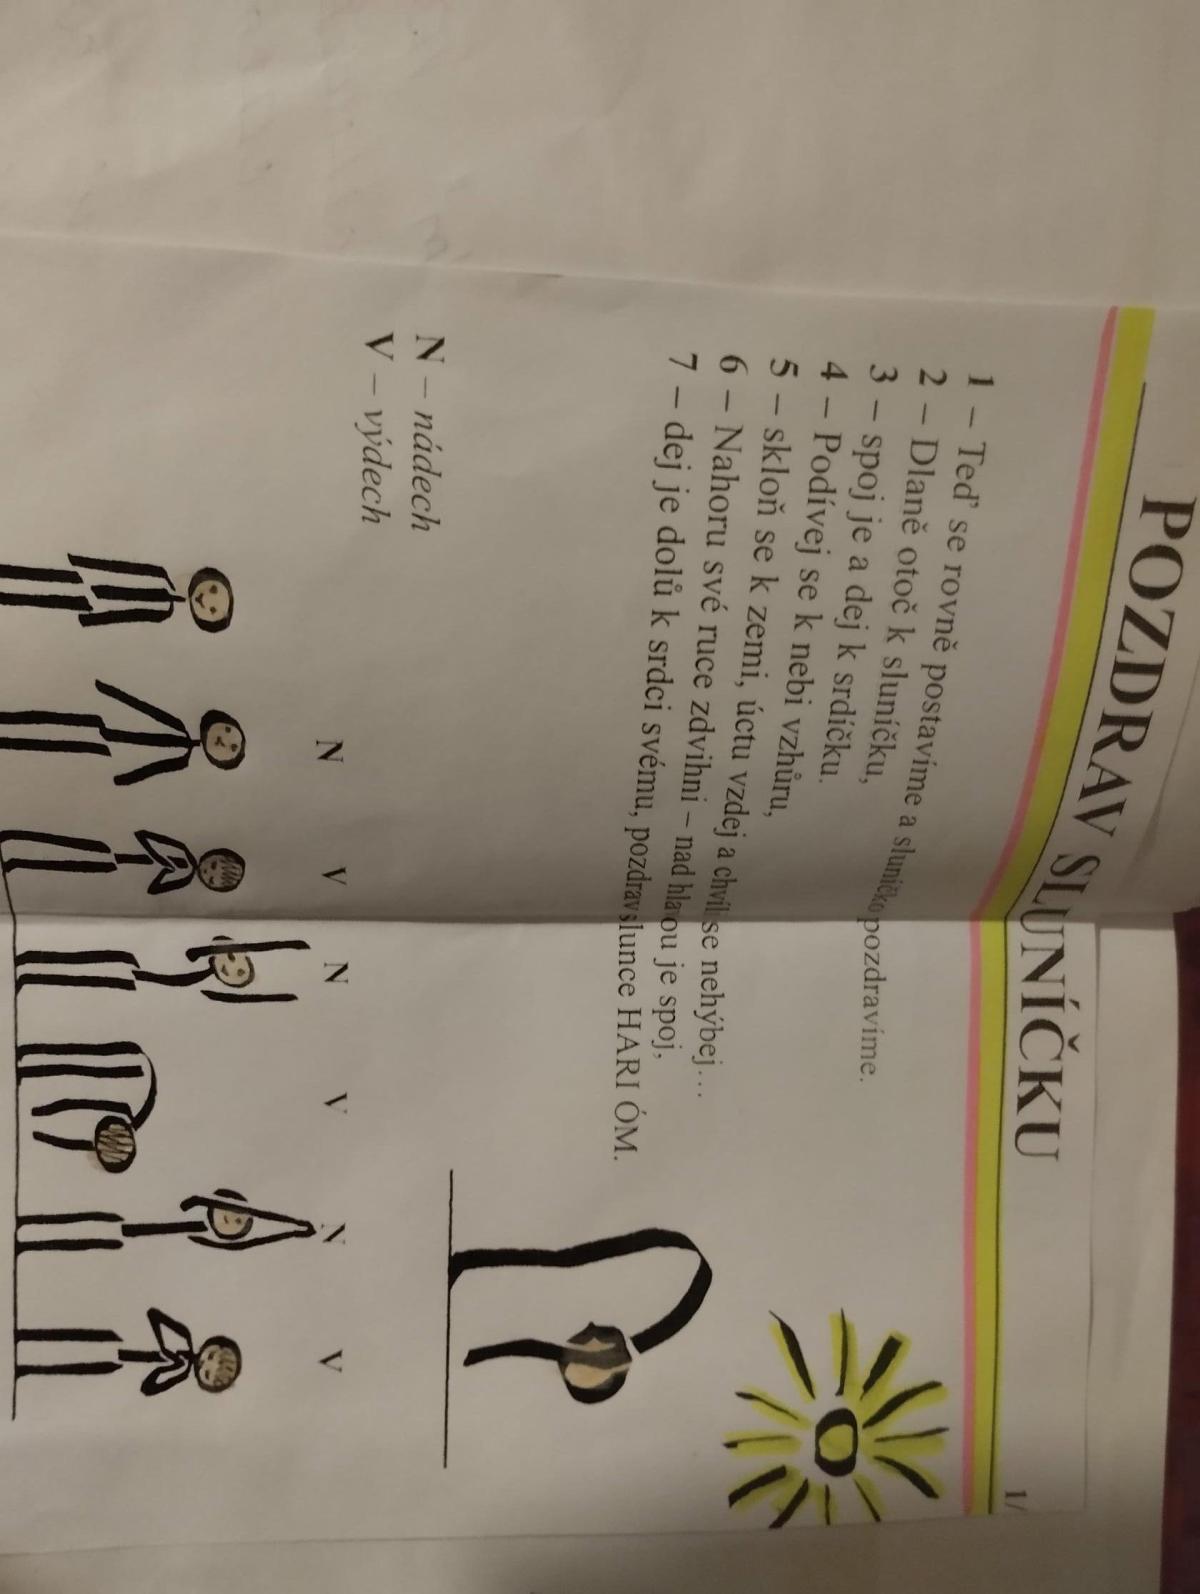 POZDRAV SLUNÍČKU
1/
1 – Teď se rovně postavíme a sluníčko pozdravíme.
2 – Dlaně otoč k sluníčku,
3 – spoj je a dej k srdíčku.
4 – Podívej se k nebi vzhůru,
5 – skloň se k zemi, úctu vzdej a chvíli se nehýbej…
6 – Nahoru své ruce zdvihni – nad hlavou je spoj,
7 – dej je dolů k srdci svému, pozdrav slunce HARI ÓM.
N – nádech
V – výdech
N V N V N V